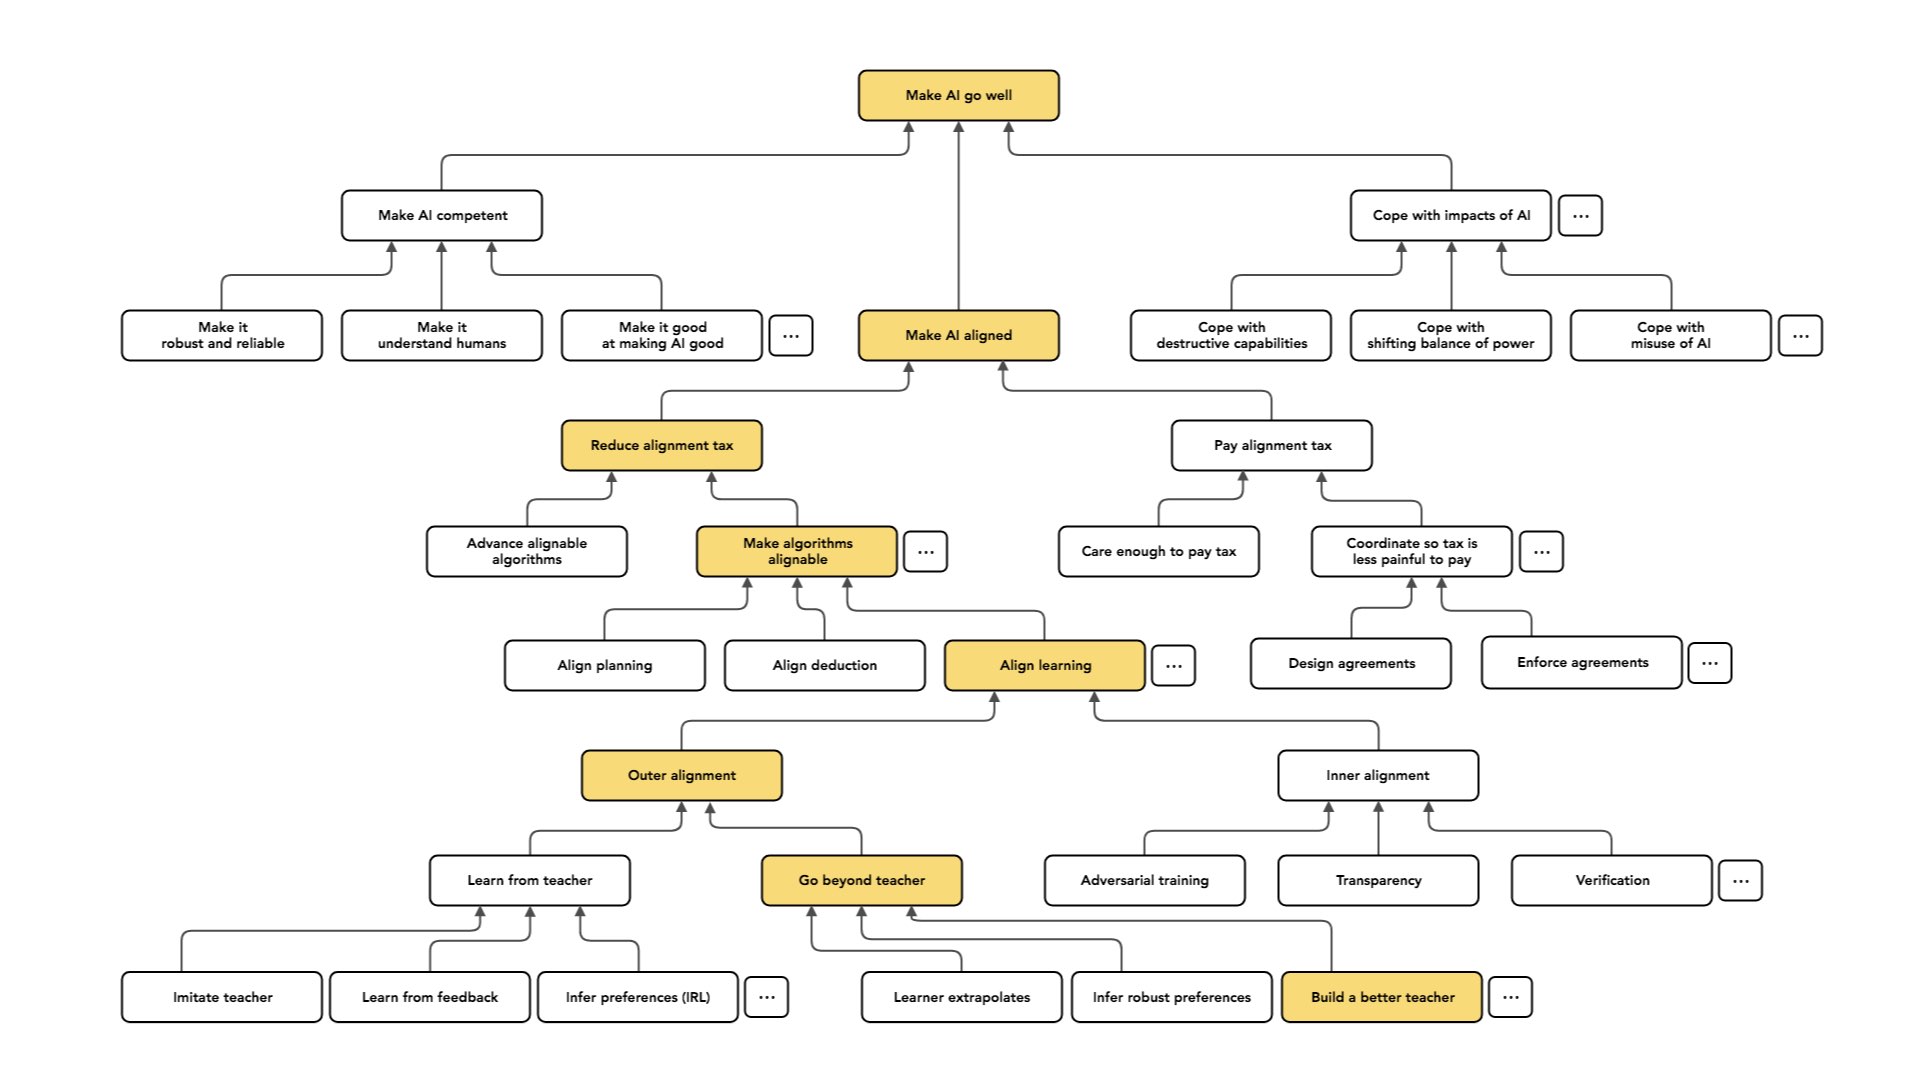 Make AI go well
Make AI competent
Cope with impacts of AI
...
Make it
robust and reliable
Make it
understand humans
Make it good
at making AI good
...
Make AI aligned
Cope with
destructive capabilities
Cope with
shifting balance of power
Cope with
misuse of AI
...
Reduce alignment tax
Pay alignment tax
Advance alignable
algorithms
Make algorithms
alignable
...
Care enough to pay tax
Coordinate so tax is
less painful to pay
...
Align planning
Align deduction
Align learning
...
Design agreements
Enforce agreements
...
Outer alignment
Inner alignment
Learn from teacher
Go beyond teacher
Adversarial training
Transparency
Verification
...
Imitate teacher
Learn from feedback
Infer preferences (IRL)
...
Learner extrapolates
Infer robust preferences
Build a better teacher
...